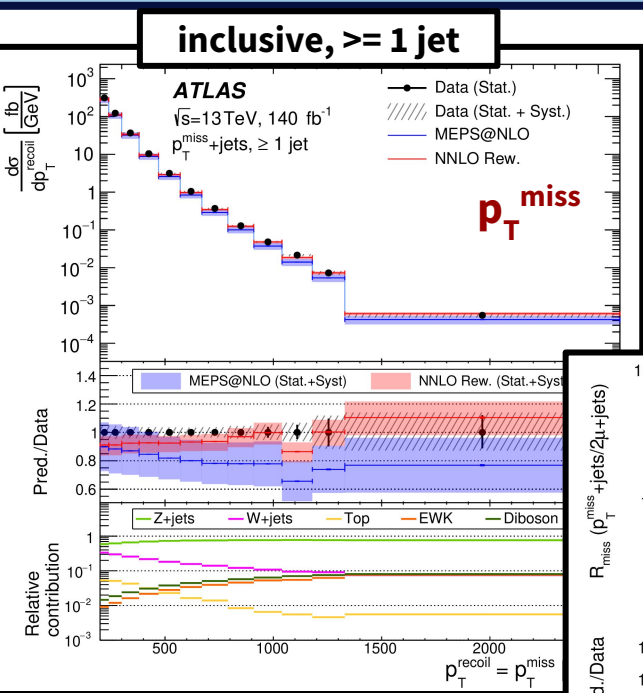 inclusive, >= 1 jet
dσ/dp_T^recoil [fb/GeV]
10³
10²
10
1
10⁻¹
10⁻²
10⁻³
10⁻⁴
ATLAS
√s=13TeV, 140 fb⁻¹
p_T^miss+jets, ≥ 1 jet
Data (Stat.)
Data (Stat. + Syst.)
MEPS@NLO
NNLO Rew.
p_T^miss
Pred./Data
1.4
1.2
1.0
0.8
0.6
MEPS@NLO (Stat.+Syst)
NNLO Rew. (Stat.+Syst
Relative
contribution
1
10⁻¹
10⁻²
10⁻³
Z+jets
W+jets
Top
EWK
Diboson
500
1000
1500
2000
p_T^recoil = p_T^miss
R_miss (p_T^miss+jets/2μ+jets)
1
d./Data
1